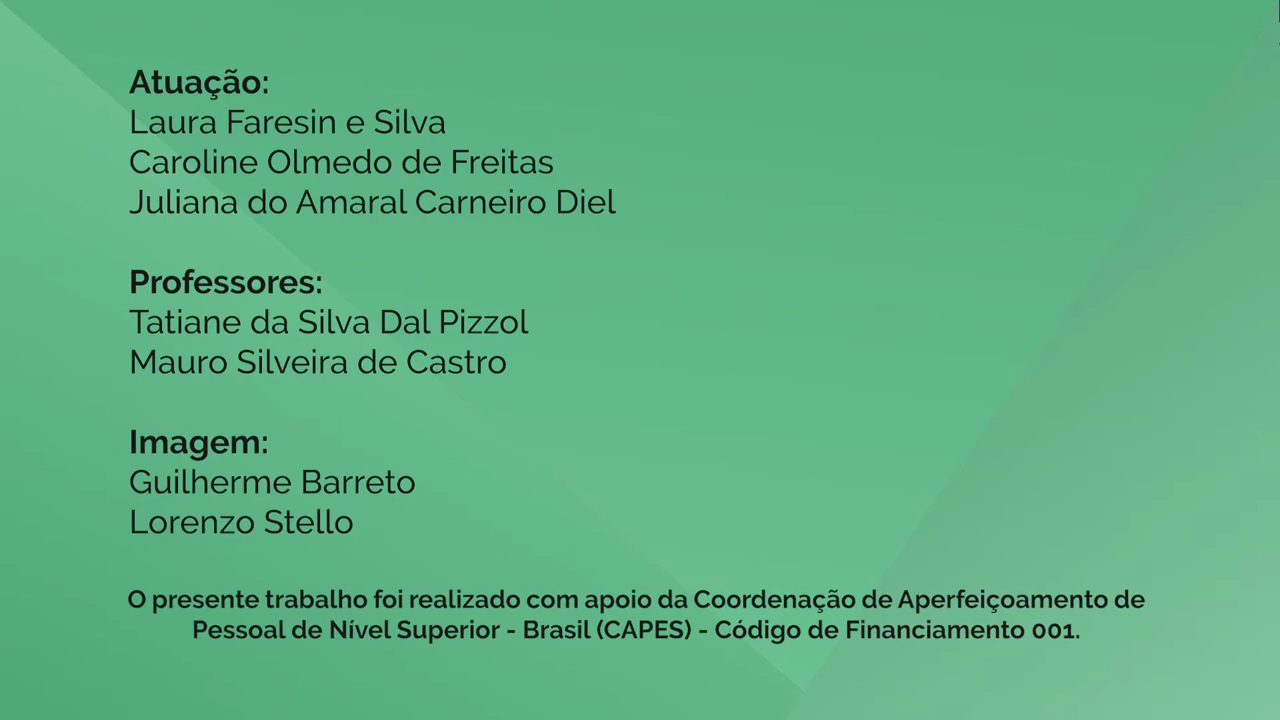 Atuação:
Laura Faresin e Silva
Caroline Olmedo de Freitas
Juliana do Amaral Carneiro Diel
Professores:
Tatiane da Silva Dal Pizzol
Mauro Silveira de Castro
Imagem:
Guilherme Barreto
Lorenzo Stello
O presente trabalho foi realizado com apoio da Coordenação de Aperfeiçoamento de
Pessoal de Nível Superior - Brasil (CAPES) - Código de Financiamento 001.